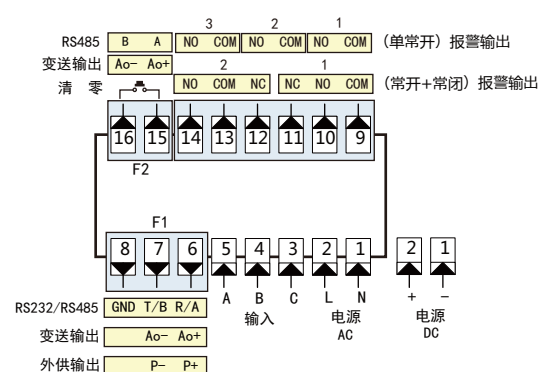 3 2 1
RS485 B A NO COM NO COM NO COM (单常开) 报警输出
变送输出 Ao- Ao+ 2 1
清 零 NO COM NC NC NO COM (常开+常闭) 报警输出
16 15 14 13 12 11 10 9
F2
F1
8 7 6 5 4 3 2 1 2 1
A B C L N + -
RS232/RS485 GND T/B R/A 输入 电源 电源
AC DC
变送输出 Ao- Ao+
外供输出 P- P+